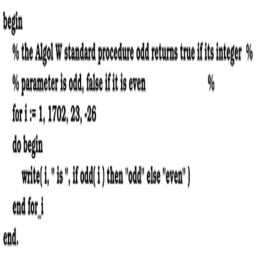 begin
% the Algol W standard procedure odd returns true if its integer %
% parameter is odd, false if it is even %
for i := 1, 1702, 23, -26
do begin
write( i, " is ", if odd( i ) then "odd" else "even" )
end for_i
end.